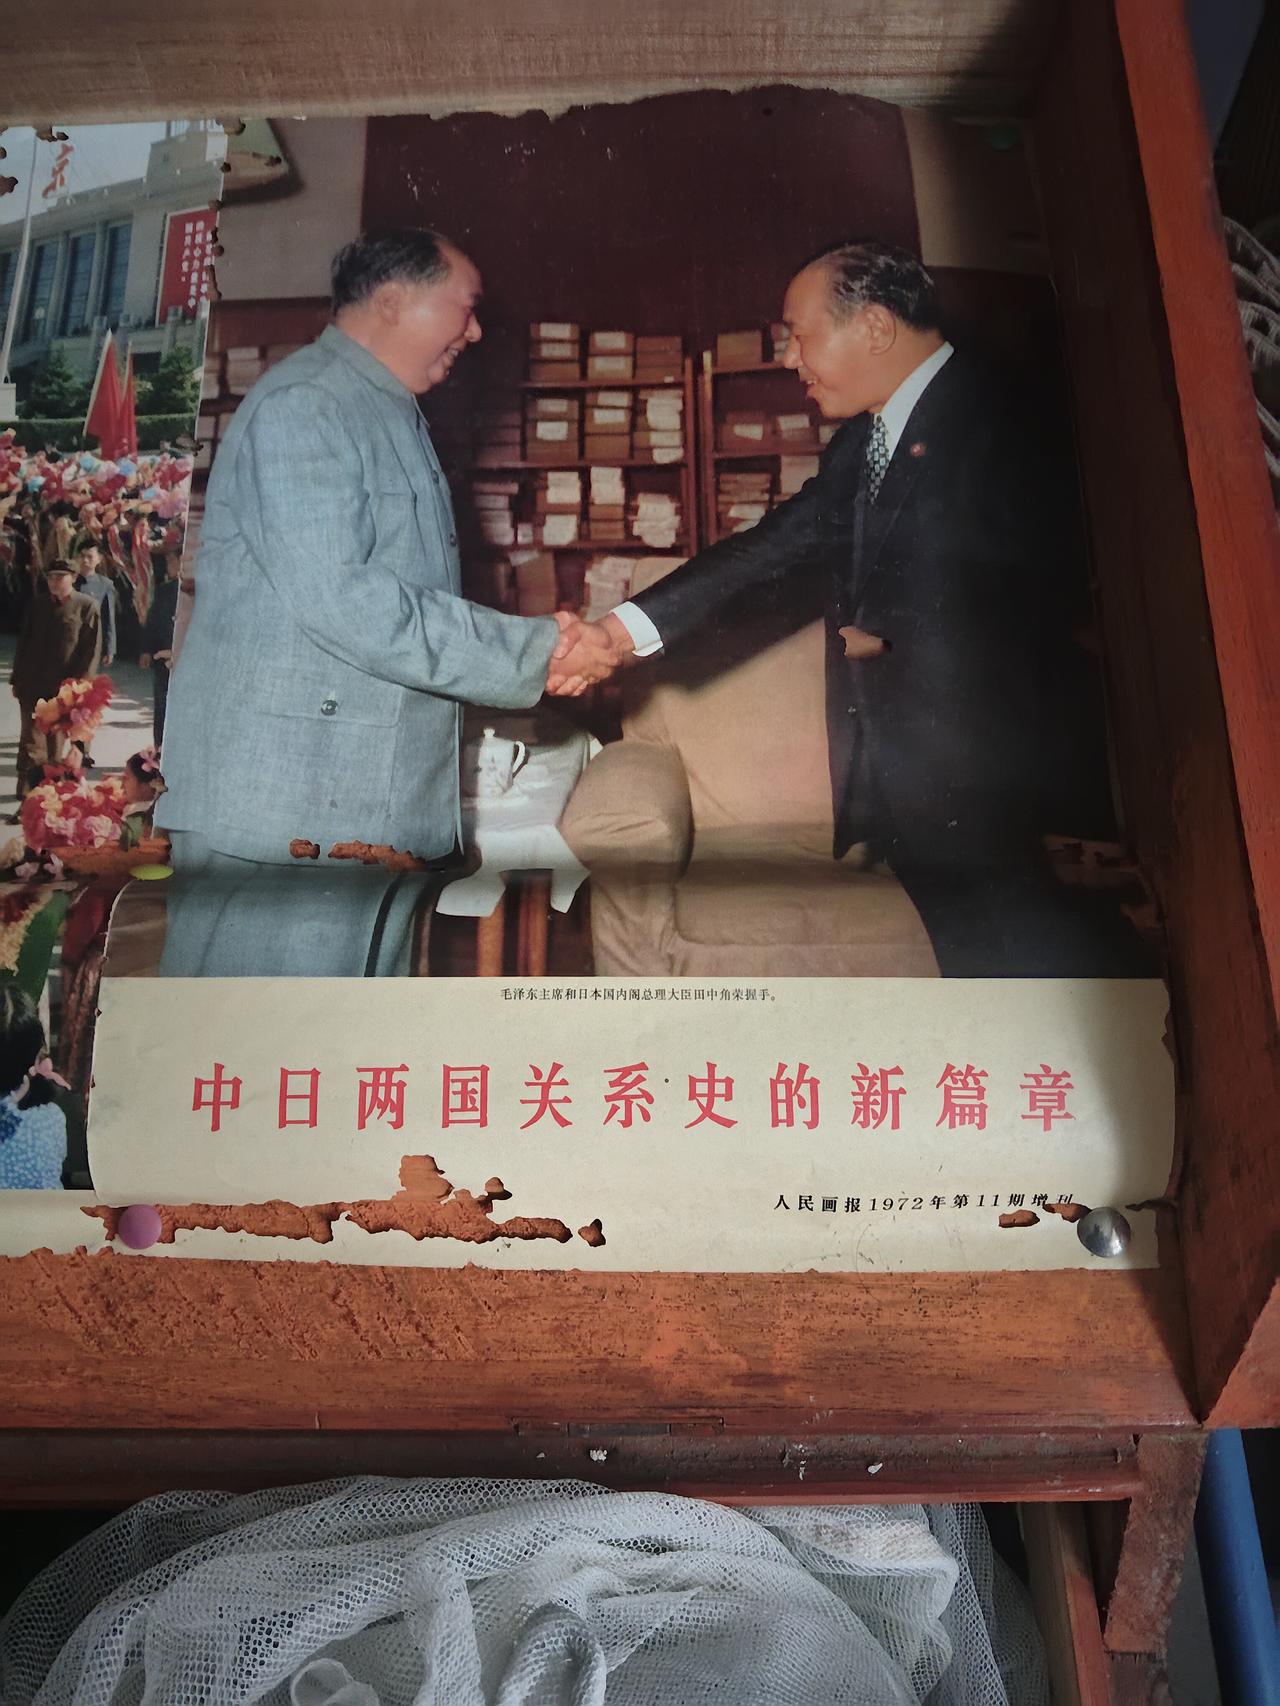 京
毛泽东主席和日本国内阁总理大臣田中角荣握手。
中日两国关系史的新篇章
人民画报1972年第11期增刊